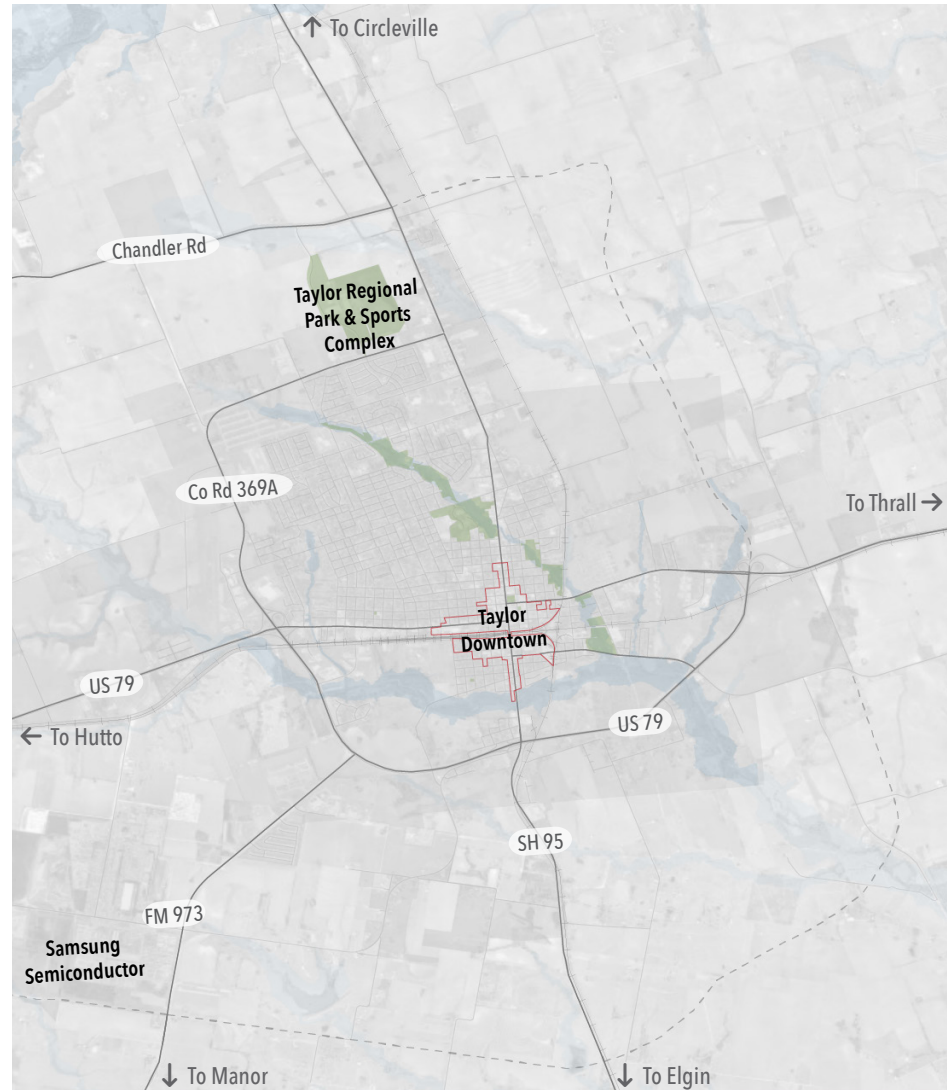 ↑ To Circleville
Chandler Rd
Taylor Regional
Park & Sports
Complex
Co Rd 369A
To Thrall →
Taylor
Downtown
US 79
US 79
← To Hutto
SH 95
FM 973
Samsung
Semiconductor
↓ To Manor
↓ To Elgin